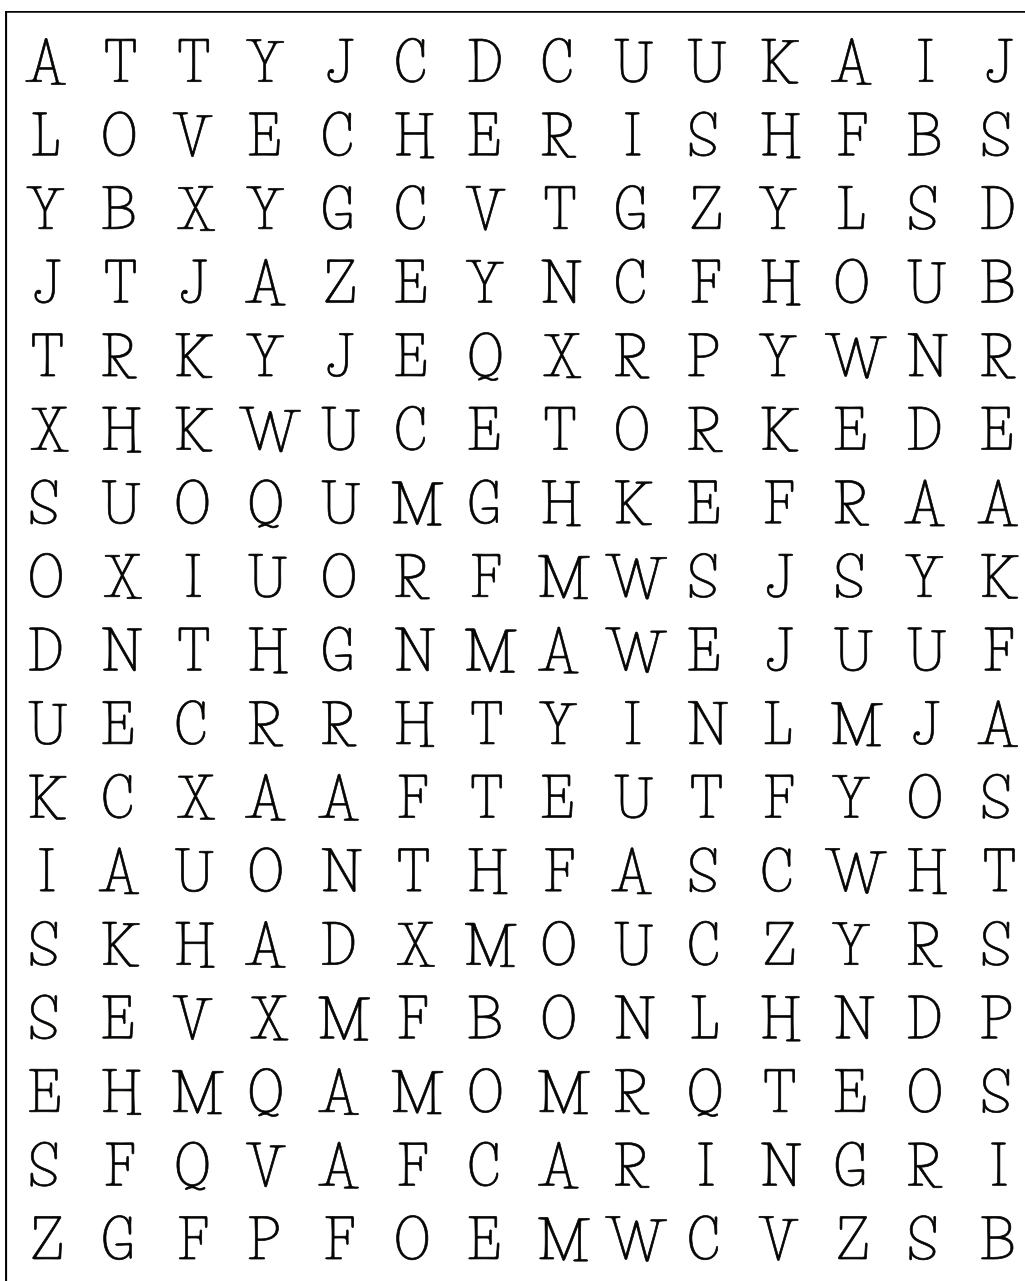 A T T Y J C D C U U K A I J
L O V E C H E R I S H F B S
Y B X Y G C V T G Z Y L S D
J T J A Z E Y N C F H O U B
T R K Y J E Q X R P Y W N R
X H K W U C E T O R K E D E
S U O Q U M G H K E F R A A
O X I U O R F M W S J S Y K
D N T H G N M A W E J U U F
U E C R R H T Y I N L M J A
K C X A A F T E U T F Y O S
I A U O N T H F A S C W H T
S K H A D X M O U C Z Y R S
S E V X M F B O N L H N D P
E H M Q A M O M R Q T E O S
S F Q V A F C A R I N G R I
Z G F P F O E M W C V Z S B